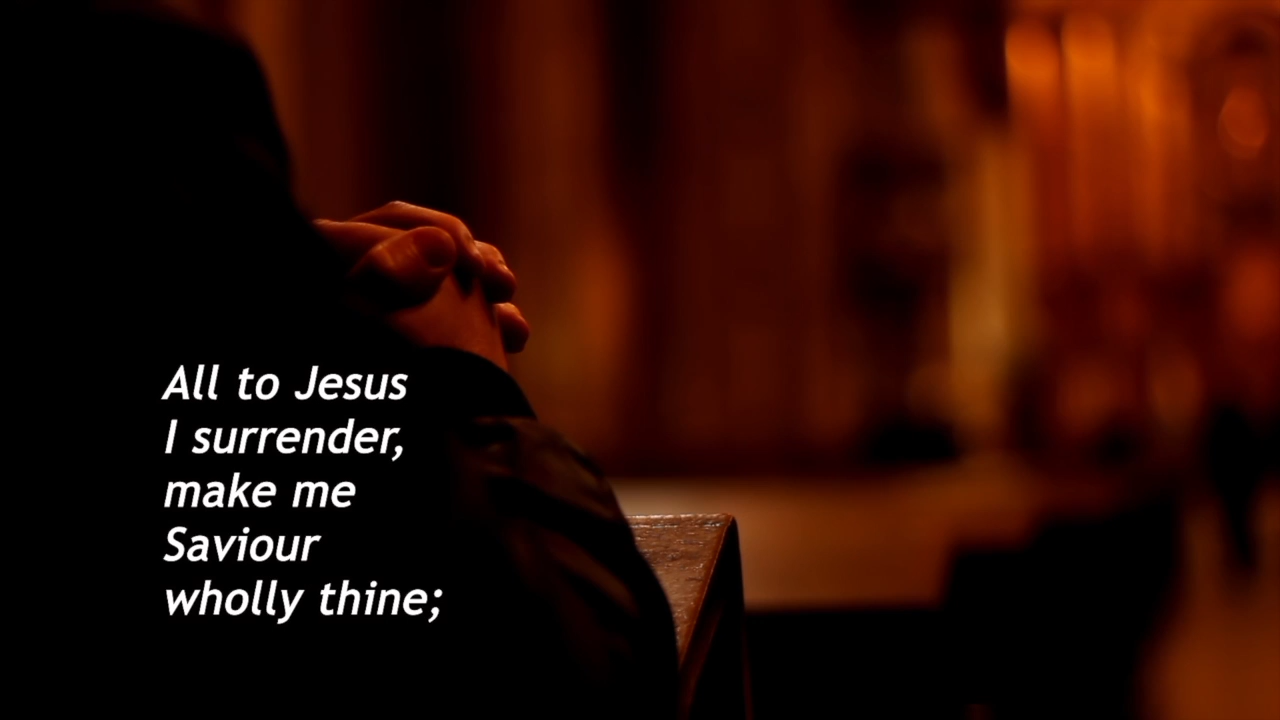 All to Jesus
I surrender,
make me
Saviour
wholly thine;